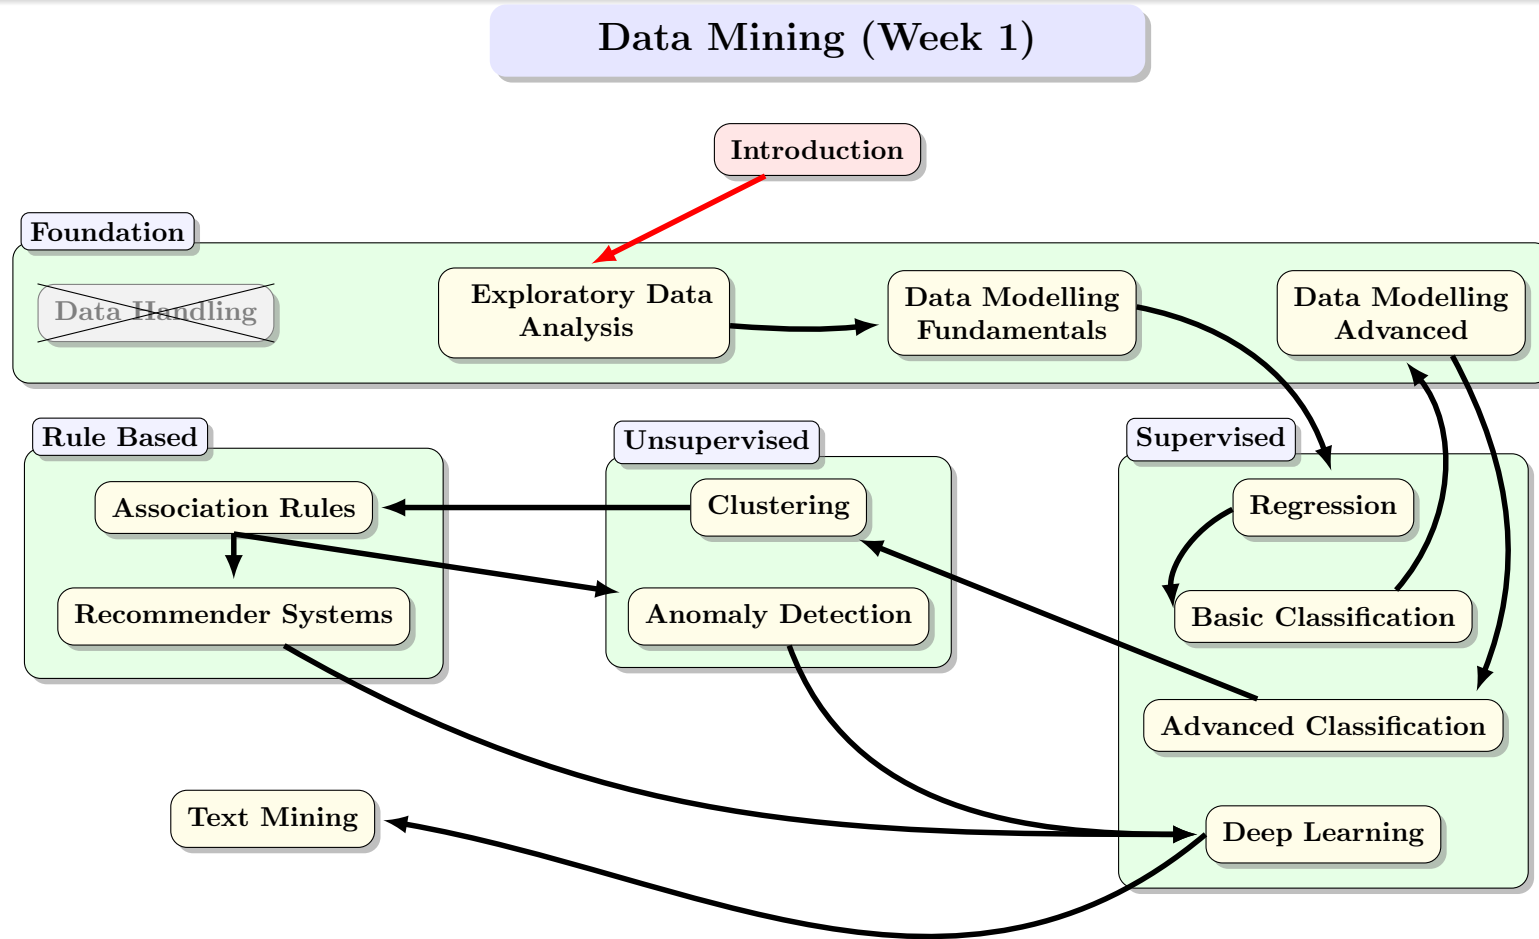 Data Mining (Week 1)
Introduction
Foundation
Data Handling
Exploratory Data
Analysis
Data Modelling
Fundamentals
Data Modelling
Advanced
Rule Based
Association Rules
Recommender Systems
Unsupervised
Clustering
Anomaly Detection
Supervised
Regression
Basic Classification
Advanced Classification
Deep Learning
Text Mining